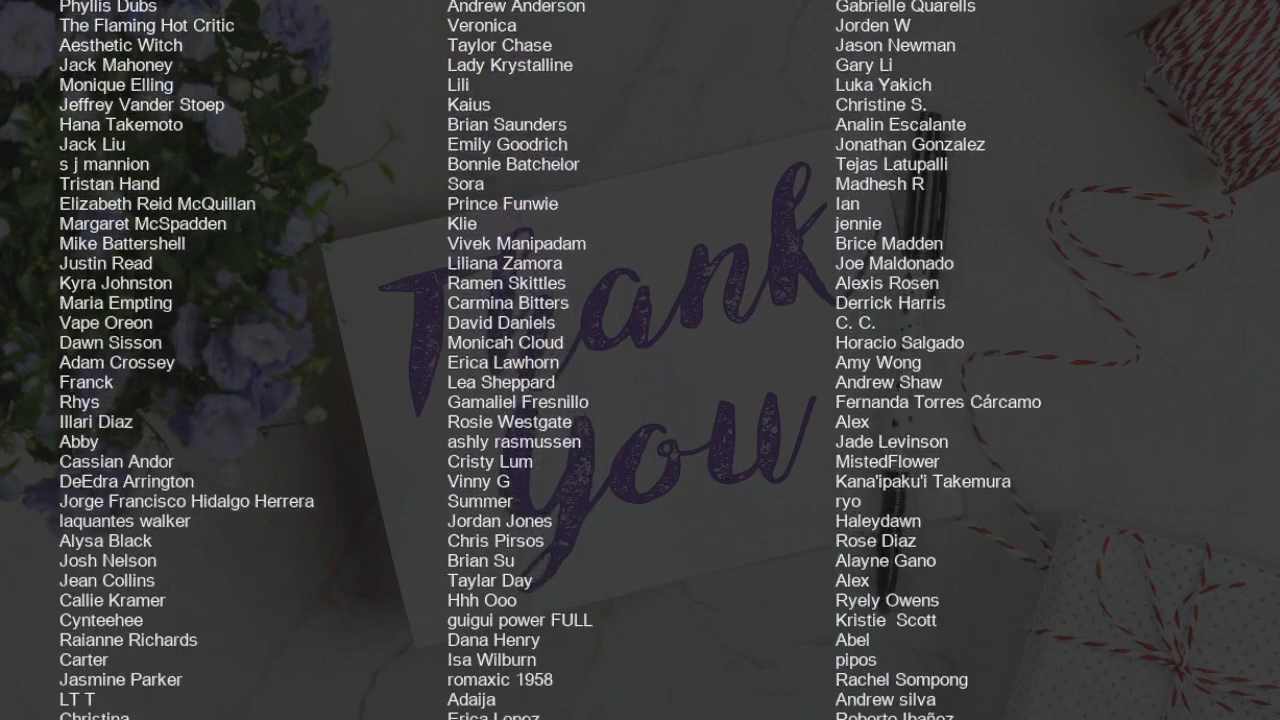 Phyllis Dubs
The Flaming Hot Critic
Aesthetic Witch
Jack Mahoney
Monique Elling
Jeffrey Vander Stoep
Hana Takemoto
Jack Liu
s j mannion
Tristan Hand
Elizabeth Reid McQuillan
Margaret McSpadden
Mike Battershell
Justin Read
Kyra Johnston
Maria Empting
Vape Oreon
Dawn Sisson
Adam Crossey
Franck
Rhys
Illari Diaz
Abby
Cassian Andor
DeEdra Arrington
Jorge Francisco Hidalgo Herrera
laquantes walker
Alysa Black
Josh Nelson
Jean Collins
Callie Kramer
Cynteehee
Raianne Richards
Carter
Jasmine Parker
LT T
Christina
Andrew Anderson
Veronica
Taylor Chase
Lady Krystalline
Lili
Kaius
Brian Saunders
Emily Goodrich
Bonnie Batchelor
Sora
Prince Funwie
Klie
Vivek Manipadam
Liliana Zamora
Ramen Skittles
Carmina Bitters
David Daniels
Monicah Cloud
Erica Lawhorn
Lea Sheppard
Gamaliel Fresnillo
Rosie Westgate
ashly rasmussen
Cristy Lum
Vinny G
Summer
Jordan Jones
Chris Pirsos
Brian Su
Taylar Day
Hhh Ooo
guigui power FULL
Dana Henry
Isa Wilburn
romaxic 1958
Adaija
Erica Lopez
Gabrielle Quarells
Jorden W
Jason Newman
Gary Li
Luka Yakich
Christine S.
Analin Escalante
Jonathan Gonzalez
Tejas Latupalli
Madhesh R
Ian
jennie
Brice Madden
Joe Maldonado
Alexis Rosen
Derrick Harris
C. C.
Horacio Salgado
Amy Wong
Andrew Shaw
Fernanda Torres Cárcamo
Alex
Jade Levinson
MistedFlower
Kana'ipaku'i Takemura
ryo
Haleydawn
Rose Diaz
Alayne Gano
Alex
Ryely Owens
Kristie  Scott
Abel
plpos
Rachel Sompong
Andrew silva
Roberto Ibañez
Thank
you